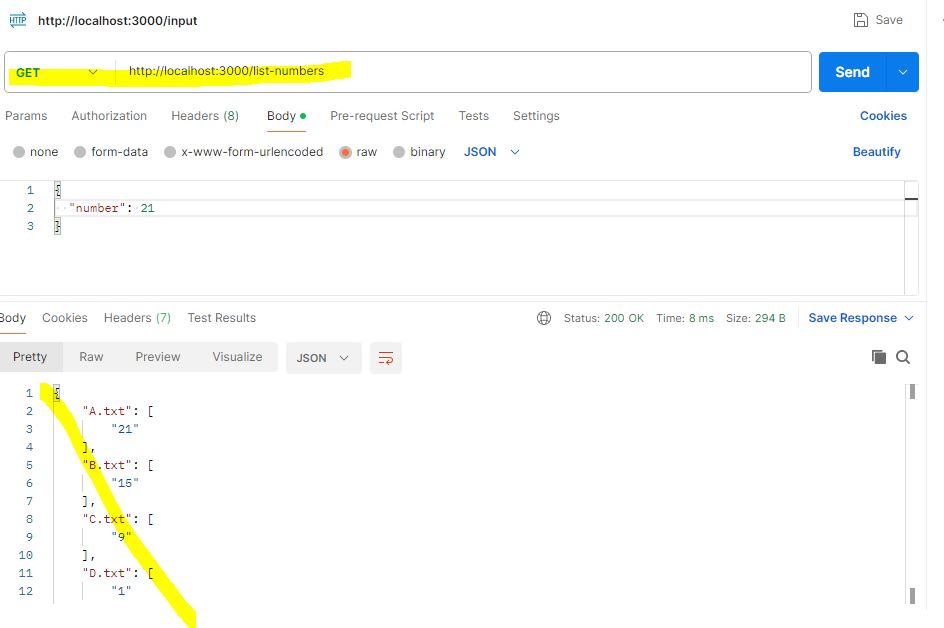 HTTP http://localhost:3000/input Save
GET http://localhost:3000/list-numbers Send
Params Authorization Headers (8) Body Pre-request Script Tests Settings Cookies
none form-data x-www-form-urlencoded raw binary JSON Beautify
1 {
2 "number": 21
3 }
Body Cookies Headers (7) Test Results Status: 200 OK Time: 8 ms Size: 294 B Save Response
Pretty Raw Preview Visualize JSON
1 {
2 "A.txt": [
3 "21"
4 ],
5 "B.txt": [
6 "15"
7 ],
8 "C.txt": [
9 "9"
10 ],
11 "D.txt": [
12 "1"